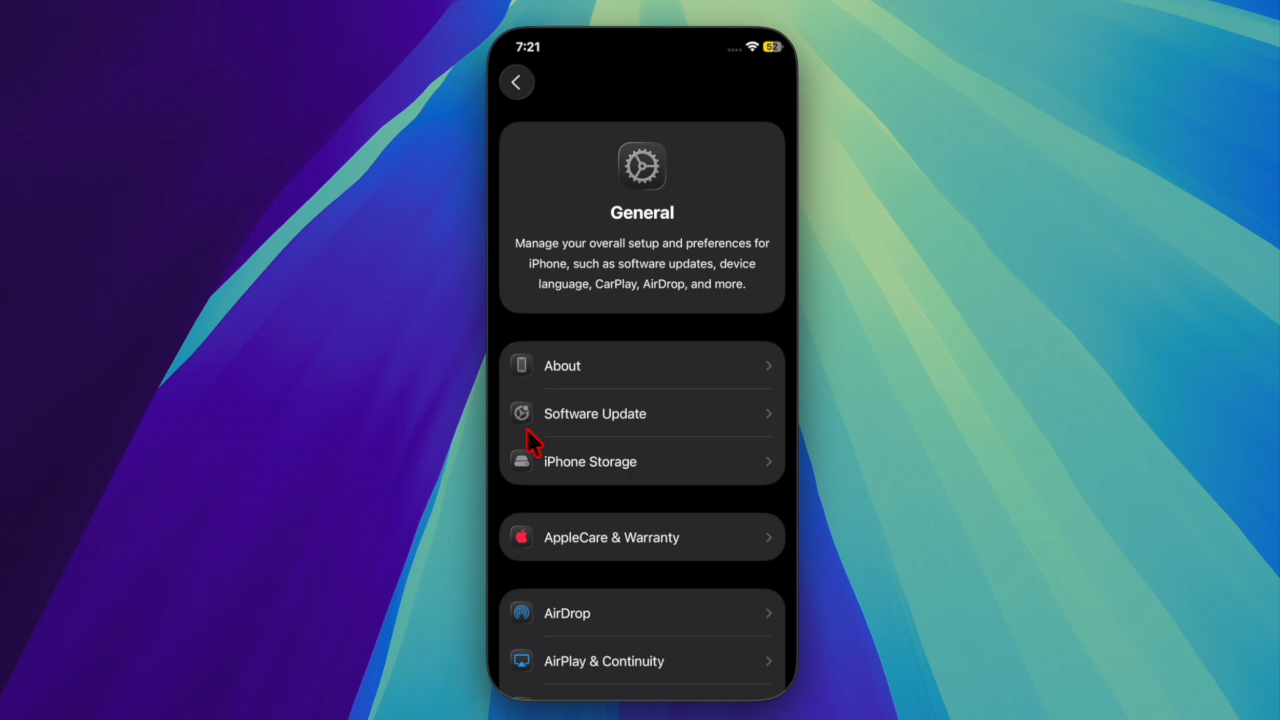 7:21
52
General
Manage your overall setup and preferences for
iPhone, such as software updates, device
language, CarPlay, AirDrop, and more.
About
Software Update
iPhone Storage
AppleCare & Warranty
AirDrop
AirPlay & Continuity